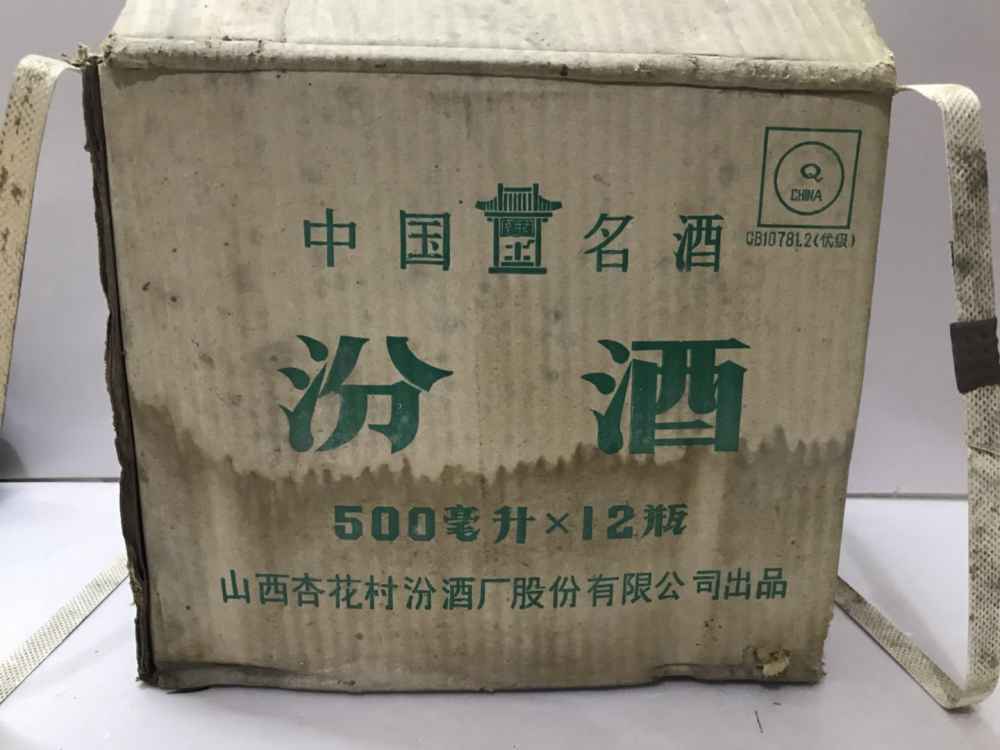 Q
CHINA
GB10781.2(优级)
中国名酒
汾酒
500毫升×12瓶
山西杏花村汾酒厂股份有限公司出品